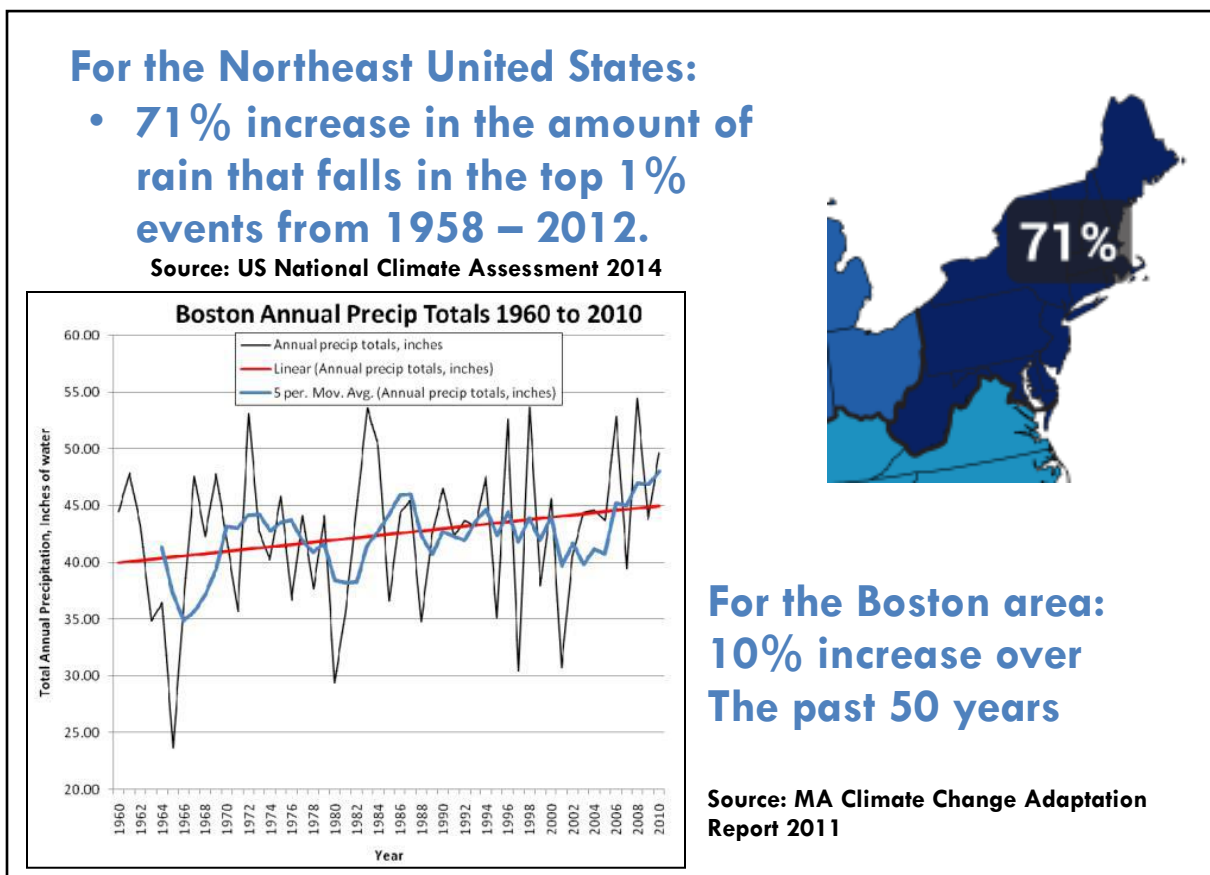 For the Northeast United States:
• 71% increase in the amount of
rain that falls in the top 1%
events from 1958 – 2012.
Source: US National Climate Assessment 2014
71%
Boston Annual Precip Totals 1960 to 2010
Annual precip totals, inches
Linear (Annual precip totals, inches)
5 per. Mov. Avg. (Annual precip totals, inches)
Total Annual Precipitation, inches of water
60.00
55.00
50.00
45.00
40.00
35.00
30.00
25.00
20.00
1960 1962 1964 1966 1968 1970 1972 1974 1976 1978 1980 1982 1984 1986 1988 1990 1992 1994 1996 1998 2000 2002 2004 2006 2008 2010
Year
For the Boston area:
10% increase over
The past 50 years
Source: MA Climate Change Adaptation
Report 2011